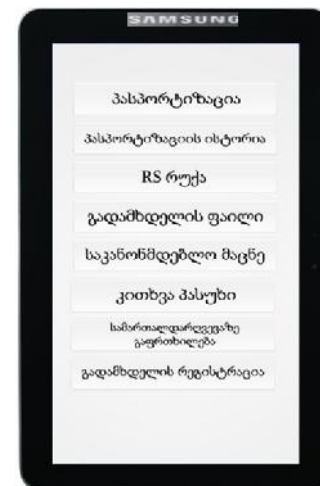 SAMSUNG
პასპორტიზაცია
პასპორტიზაციის ისტორია
RS რუქა
გადამხდელის ფაილი
საკანონმდებლო მაცნე
კითხვა პასუხი
სამართალდარღვევაზე
გაფრთხილება
გადამხდელის რეგისტრაცია